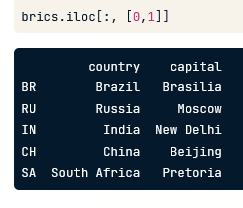 brics.iloc[:, [0,1]]
country capital
BR Brazil Brasilia
RU Russia Moscow
IN India New Delhi
CH China Beijing
SA South Africa Pretoria